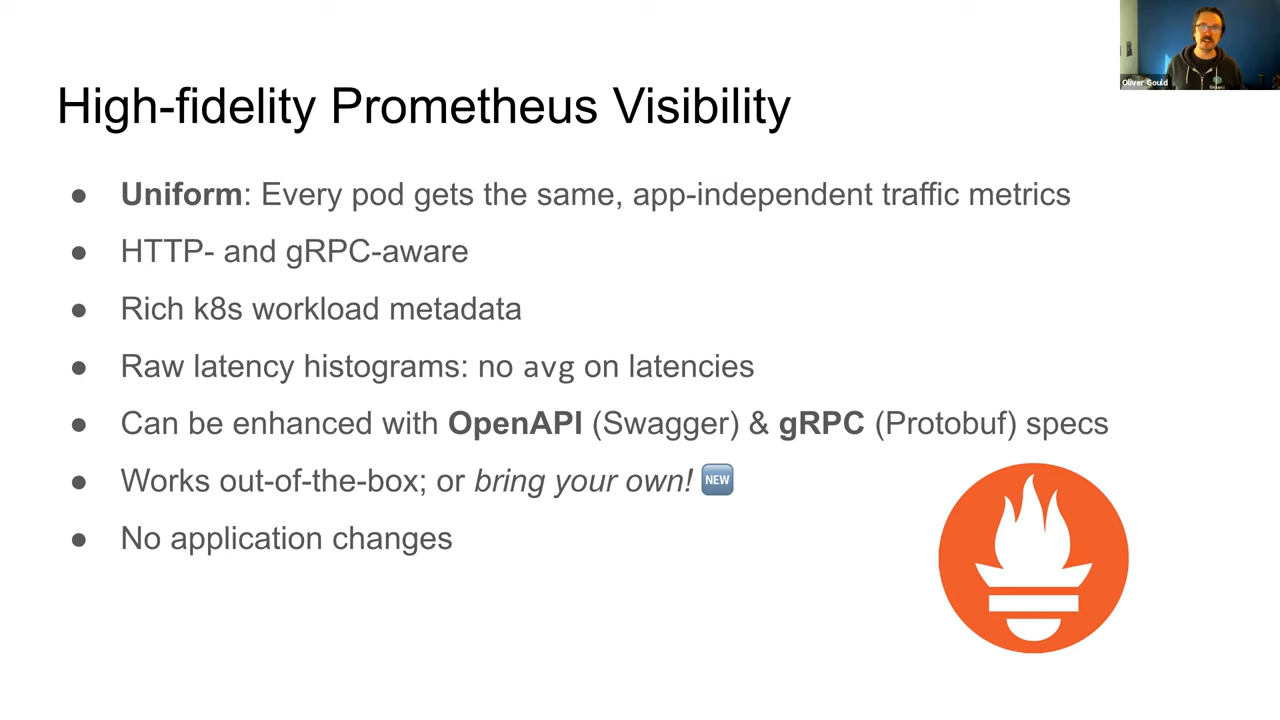 Oliver Gould
High-fidelity Prometheus Visibility
● Uniform: Every pod gets the same, app-independent traffic metrics
● HTTP- and gRPC-aware
● Rich k8s workload metadata
● Raw latency histograms: no avg on latencies
● Can be enhanced with OpenAPI (Swagger) & gRPC (Protobuf) specs
● Works out-of-the-box; or bring your own! NEW
● No application changes